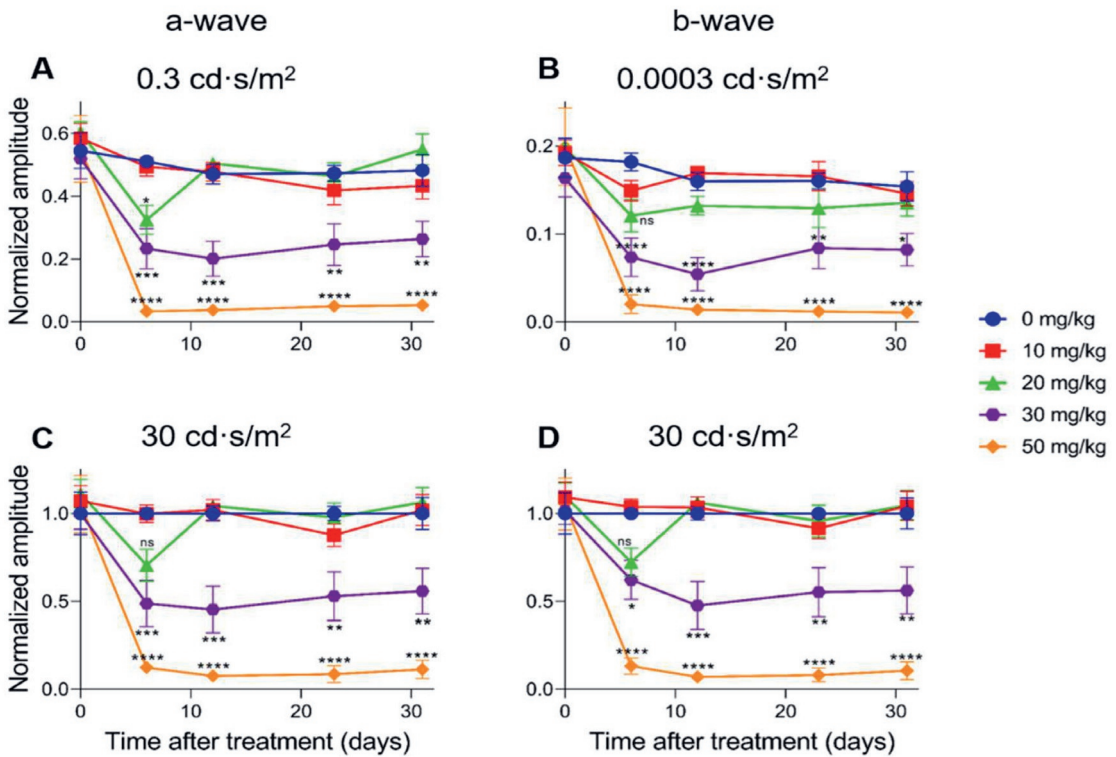 a-wave
b-wave
A
0.3 cd·s/m²
B
0.0003 cd·s/m²
Normalized amplitude
0.6
0.4
0.2
0.0
*
***
****
***
****
**
****
**
****
0
10
20
30
0.2
0.1
0.0
ns
****
****
****
****
**
****
*
****
0
10
20
30
0 mg/kg
10 mg/kg
20 mg/kg
30 mg/kg
50 mg/kg
C
30 cd·s/m²
D
30 cd·s/m²
Normalized amplitude
1.0
0.5
0.0
ns
***
****
***
****
**
****
**
****
0
10
20
30
Time after treatment (days)
1.0
0.5
0.0
ns
*
****
***
****
**
****
**
****
0
10
20
30
Time after treatment (days)